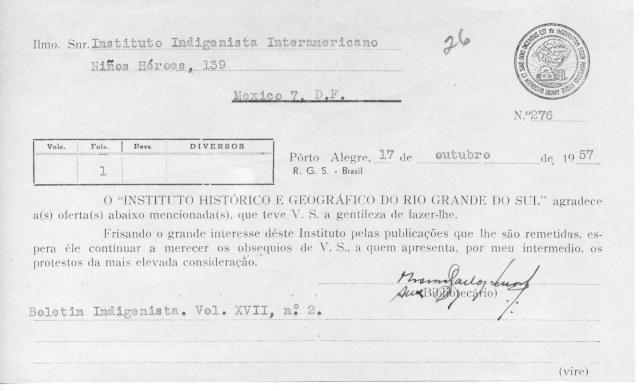 26
Ilmo. Snr. Instituto Indigenista Interamericano
Niños Héroes, 139
Mexico 7, D.F.
N.º 276
Vols. Fols. Revs. DIVERSOS
1
Pôrto Alegre, 17 de outubro de 1957
R. G. S. - Brasil
O "INSTITUTO HISTÓRICO E GEOGRÁFICO DO RIO GRANDE DO SUL" agradece
a(s) oferta(s) abaixo mencionada(s), que teve V. S. a gentileza de fazer-lhe.
Frisando o grande interesse dêste Instituto pelas publicações que lhe são remetidas, es-
pera êle continuar a merecer os obsequios de V. S., a quem apresenta, por meu intermedio, os
protestos da mais elevada consideração.
(Bibliotecário)
Boletin Indigenista. Vol. XVII, nº 2.
(vire)